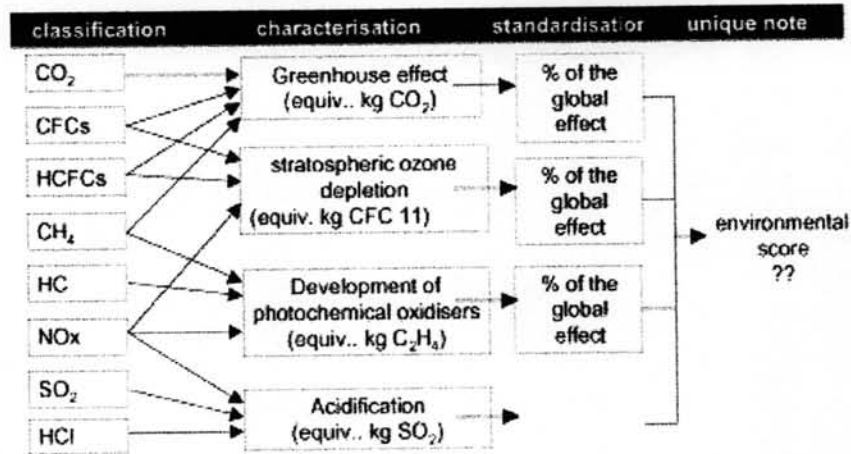 classification characterisation standardisation unique note
CO₂
CFCs
HCFCs
CH₄
HC
NOx
SO₂
HCl
Greenhouse effect
(equiv.. kg CO₂)
stratospheric ozone
depletion
(equiv. kg CFC 11)
Development of
photochemical oxidisers
(equiv.. kg C₂H₄)
Acidification
(equiv.. kg SO₂)
% of the
global
effect
% of the
global
effect
% of the
global
effect
environmental
score
??